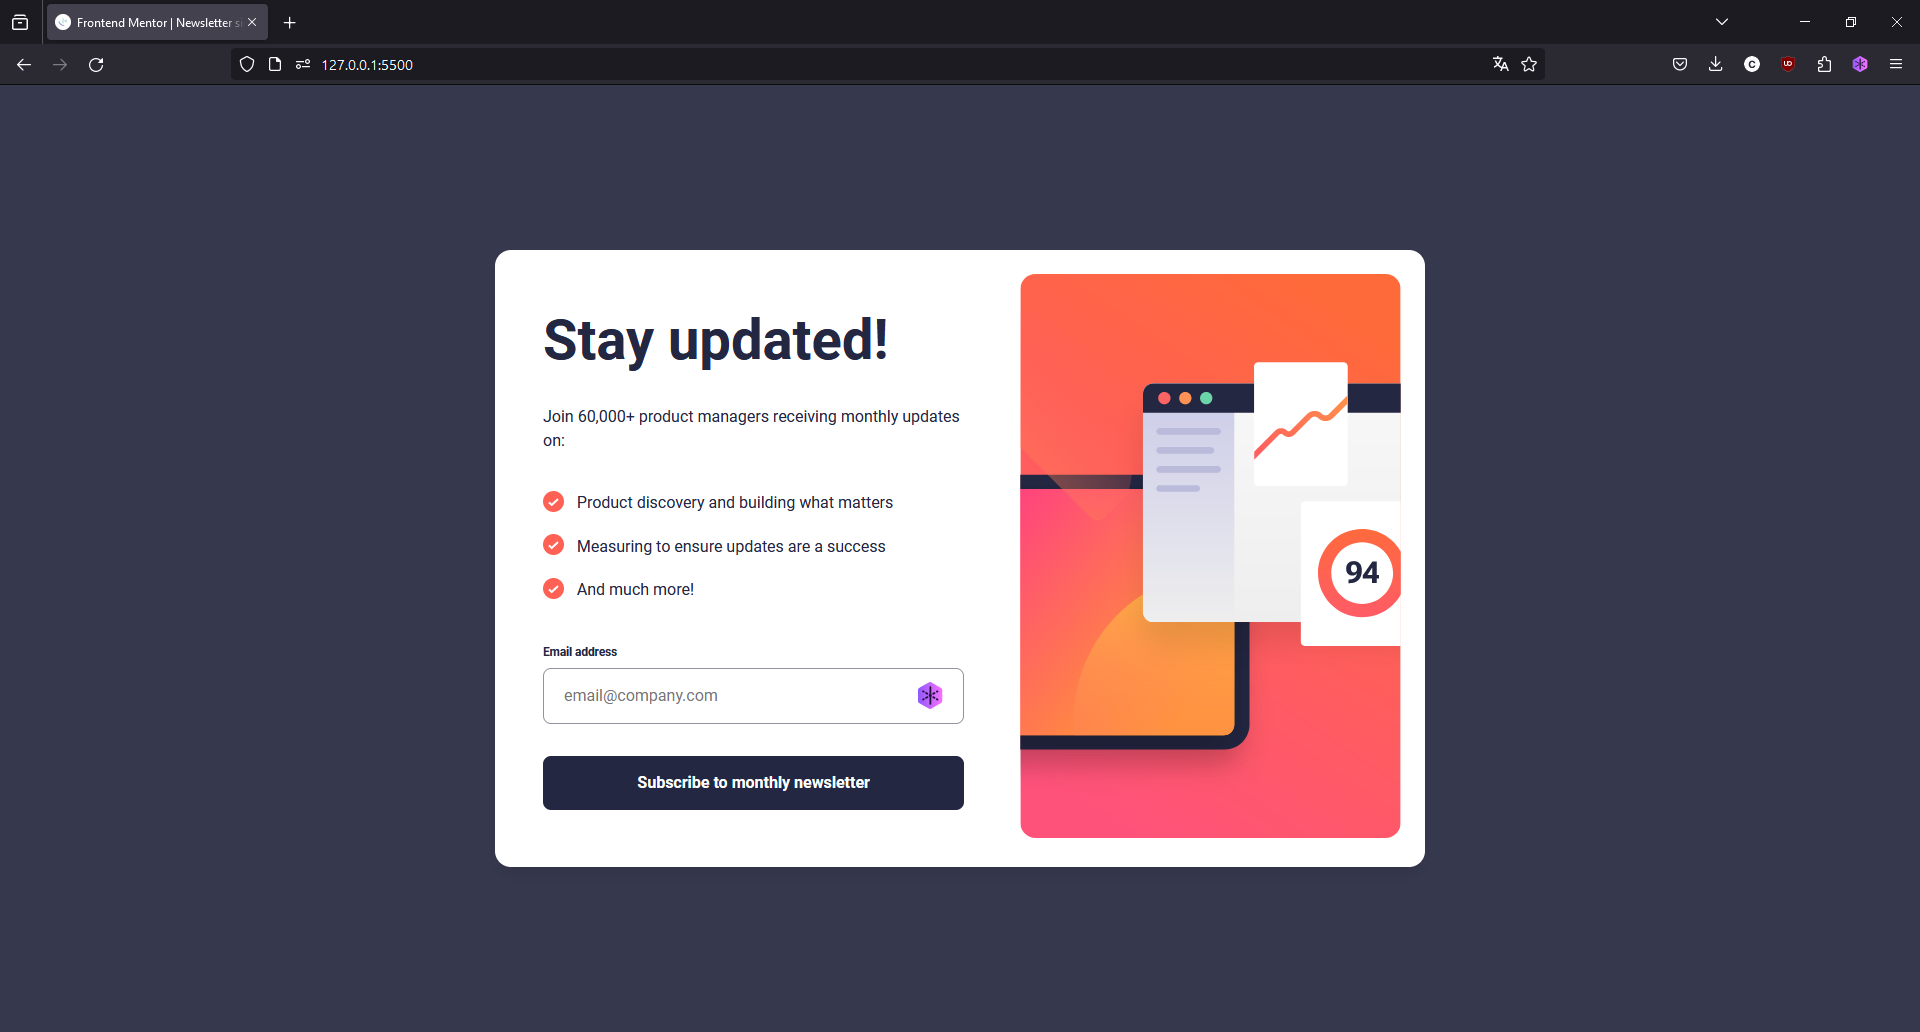 Frontend Mentor | Newsletter si
127.0.0.1:5500
Stay updated!
Join 60,000+ product managers receiving monthly updates
on:
Product discovery and building what matters
Measuring to ensure updates are a success
And much more!
Email address
email@company.com
Subscribe to monthly newsletter
94